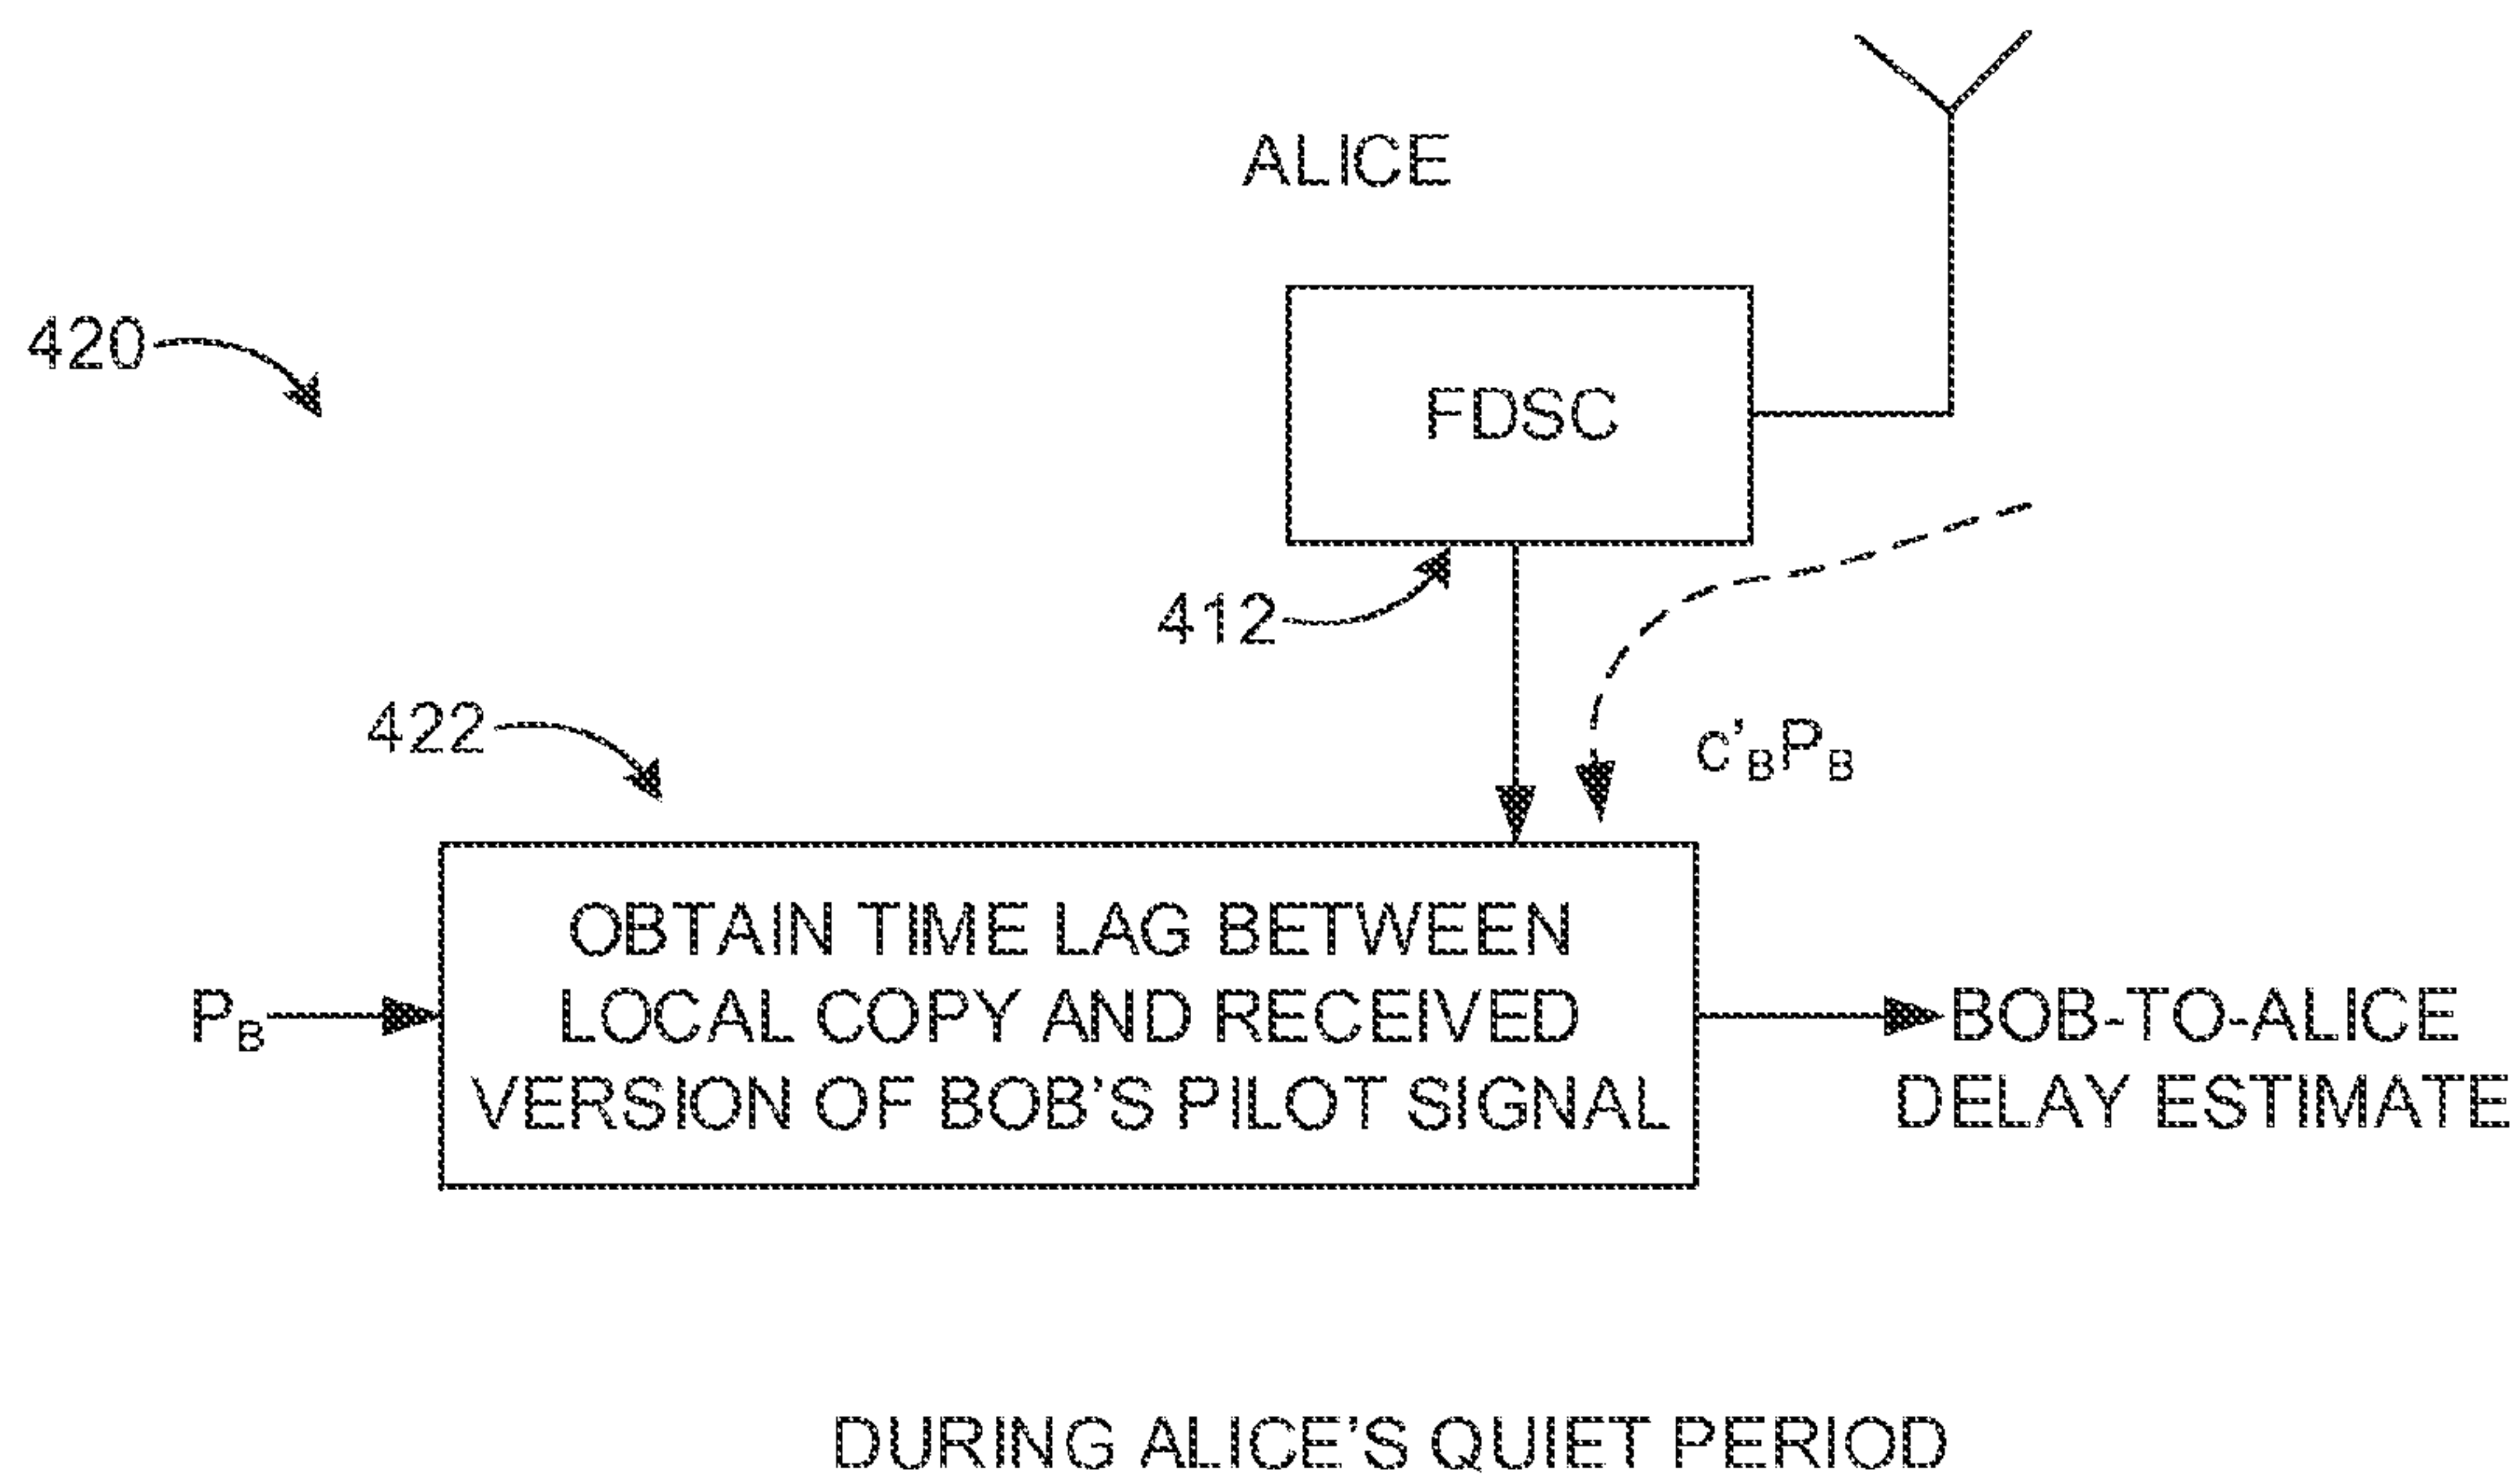 ALICE
420
FDSC
412
422
c'BPB
OBTAIN TIME LAG BETWEEN
LOCAL COPY AND RECEIVED
VERSION OF BOB'S PILOT SIGNAL
PB
BOB-TO-ALICE
DELAY ESTIMATE
DURING ALICE'S QUIET PERIOD